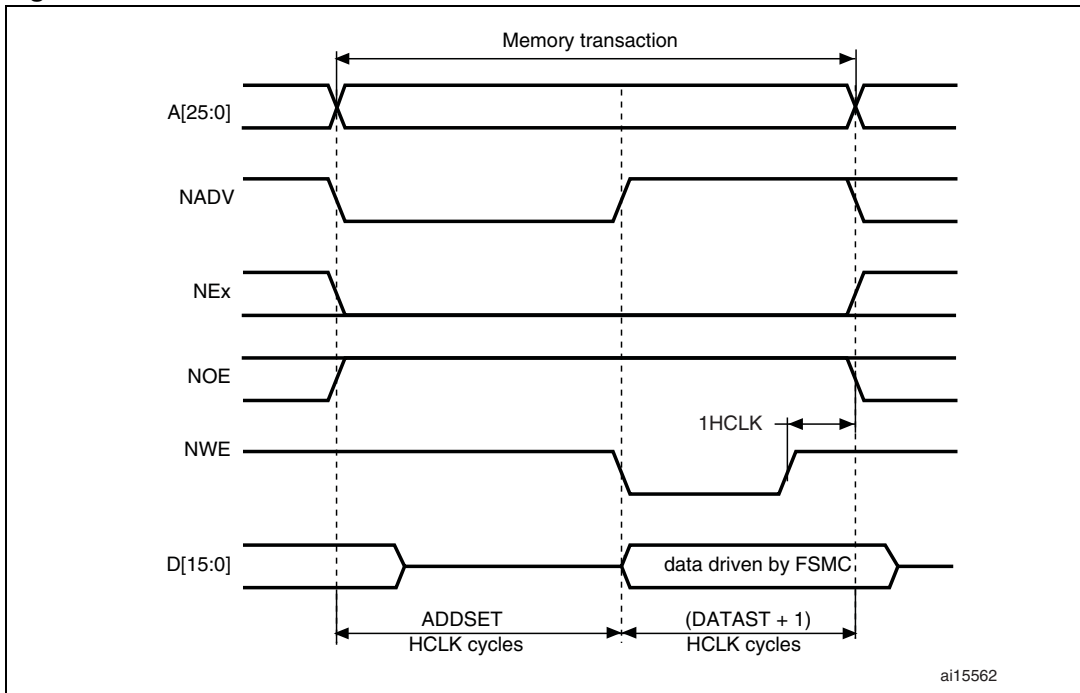 Memory transaction
A[25:0]
NADV
NEx
NOE
1HCLK
NWE
D[15:0]
data driven by FSMC
ADDSET
HCLK cycles
(DATAST + 1)
HCLK cycles
ai15562